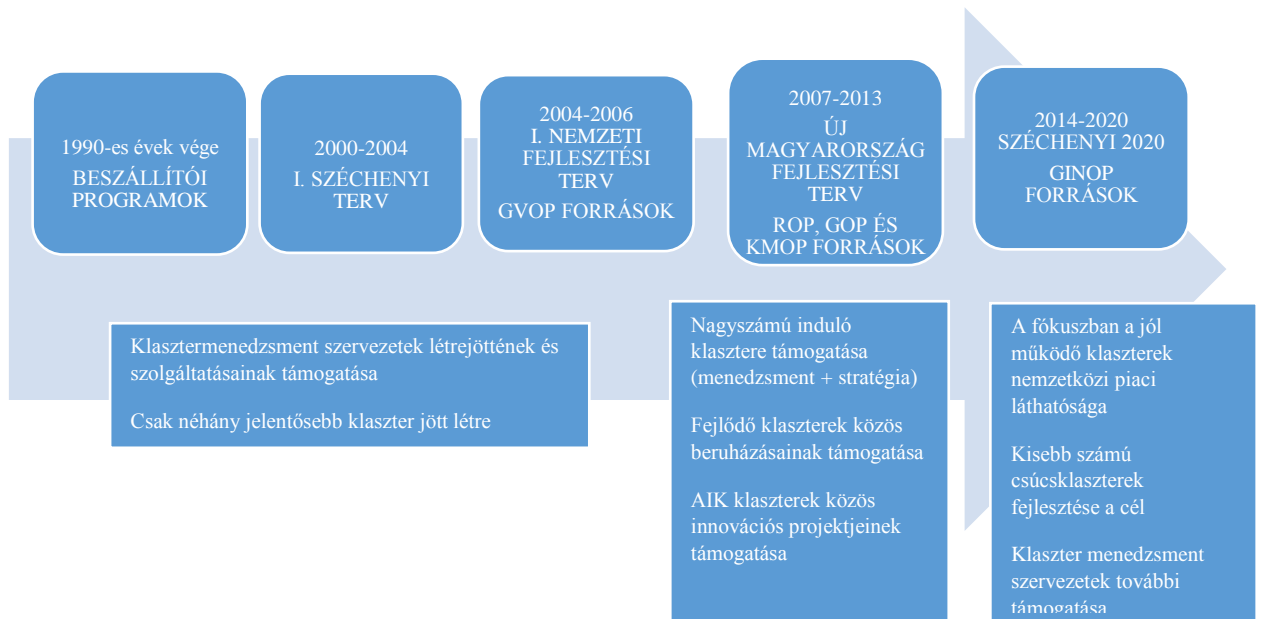 1990-es évek vége
BESZÁLLÍTÓI
PROGRAMOK
2000-2004
I. SZÉCHENYI
TERV
2004-2006
I. NEMZETI
FEJLESZTÉSI
TERV
GVOP FORRÁSOK
2007-2013
ÚJ
MAGYARORSZÁG
FEJLESZTÉSI
TERV
ROP, GOP ÉS
KMOP FORRÁSOK
2014-2020
SZÉCHENYI 2020
GINOP
FORRÁSOK
Klasztermenedzsment szervezetek létrejöttének és
szolgáltatásainak támogatása
Csak néhány jelentősebb klaszter jött létre
Nagyszámú induló
klasztere támogatása
(menedzsment + stratégia)
Fejlődő klaszterek közös
beruházásainak támogatása
AIK klaszterek közös
innovációs projektjeinek
támogatása
A fókuszban a jól
működő klaszterek
nemzetközi piaci
láthatósága
Kisebb számú
csúcsklaszterek
fejlesztése a cél
Klaszter menedzsment
szervezetek további
támogatása